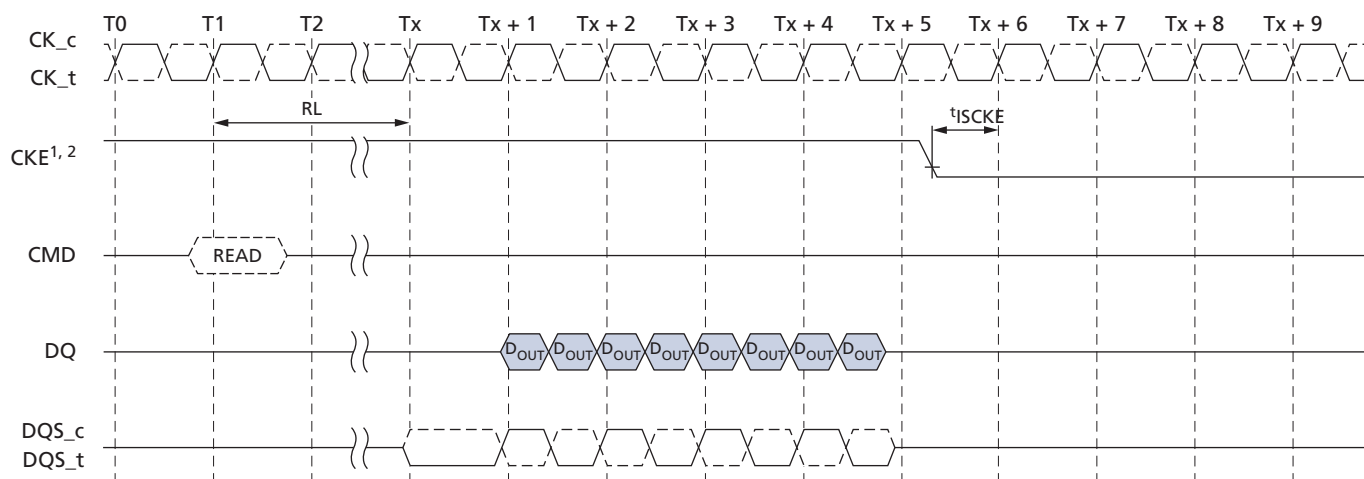 T0 T1 T2 Tx Tx + 1 Tx + 2 Tx + 3 Tx + 4 Tx + 5 Tx + 6 Tx + 7 Tx + 8 Tx + 9
CK_c
CK_t
RL
tISCKE
CKE1, 2
CMD READ
DQ DOUT DOUT DOUT DOUT DOUT DOUT DOUT DOUT
DQS_c
DQS_t